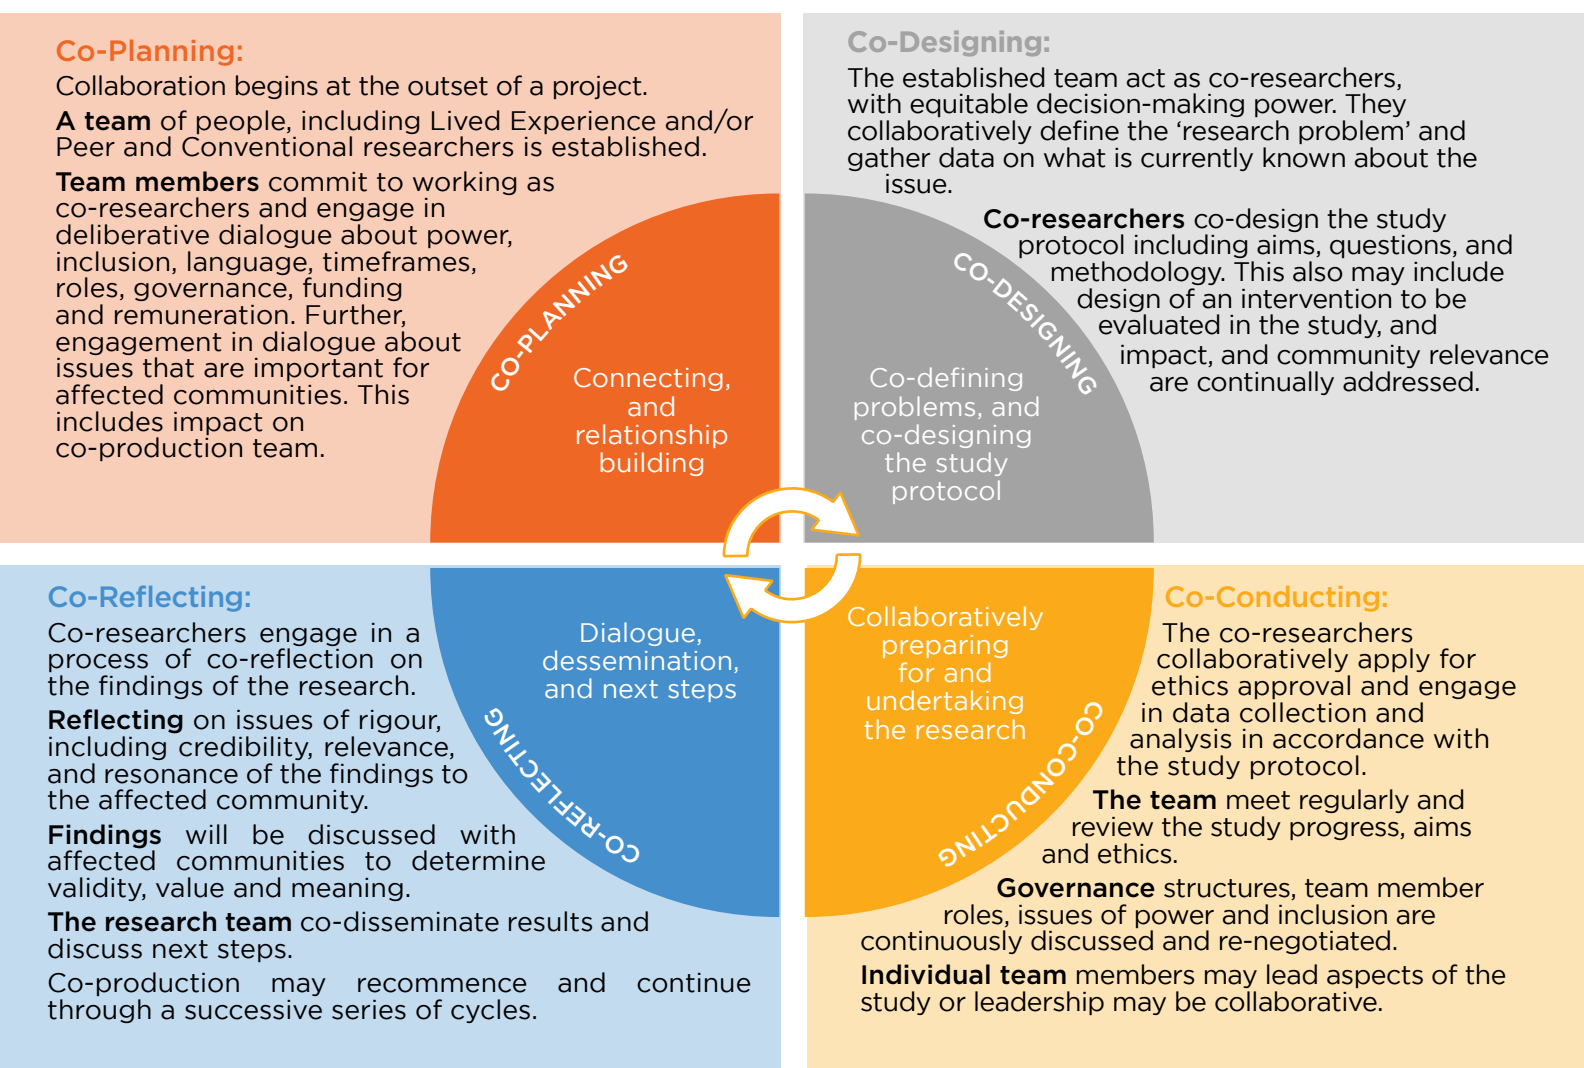 Co-Planning:
Collaboration begins at the outset of a project.
A team of people, including Lived Experience and/or
Peer and Conventional researchers is established.
Team members commit to working as
co-researchers and engage in
deliberative dialogue about power,
inclusion, language, timeframes,
roles, governance, funding
and remuneration. Further,
engagement in dialogue about
issues that are important for
affected communities. This
includes impact on
co-production team.
CO-PLANNING
Connecting,
and
relationship
building
Co-Designing:
The established team act as co-researchers,
with equitable decision-making power. They
collaboratively define the ‘research problem’ and
gather data on what is currently known about the
issue.
Co-researchers co-design the study
protocol including aims, questions, and
methodology. This also may include
design of an intervention to be
evaluated in the study, and
impact, and community relevance
are continually addressed.
CO-DESIGNING
Co-defining
problems, and
co-designing
the study
protocol
Co-Reflecting:
Co-researchers engage in a
process of co-reflection on
the findings of the research.
Reflecting on issues of rigour,
including credibility, relevance,
and resonance of the findings to
the affected community.
Findings will be discussed with
affected communities to determine
validity, value and meaning.
The research team co-disseminate results and
discuss next steps.
Co-production may recommence and continue
through a successive series of cycles.
Dialogue,
dessemination,
and next steps
CO-REFLECTING
Collaboratively
preparing
for and
undertaking
the research
CO-CONDUCTING
Co-Conducting:
The co-researchers
collaboratively apply for
ethics approval and engage
in data collection and
analysis in accordance with
the study protocol.
The team meet regularly and
review the study progress, aims
and ethics.
Governance structures, team member
roles, issues of power and inclusion are
continuously discussed and re-negotiated.
Individual team members may lead aspects of the
study or leadership may be collaborative.